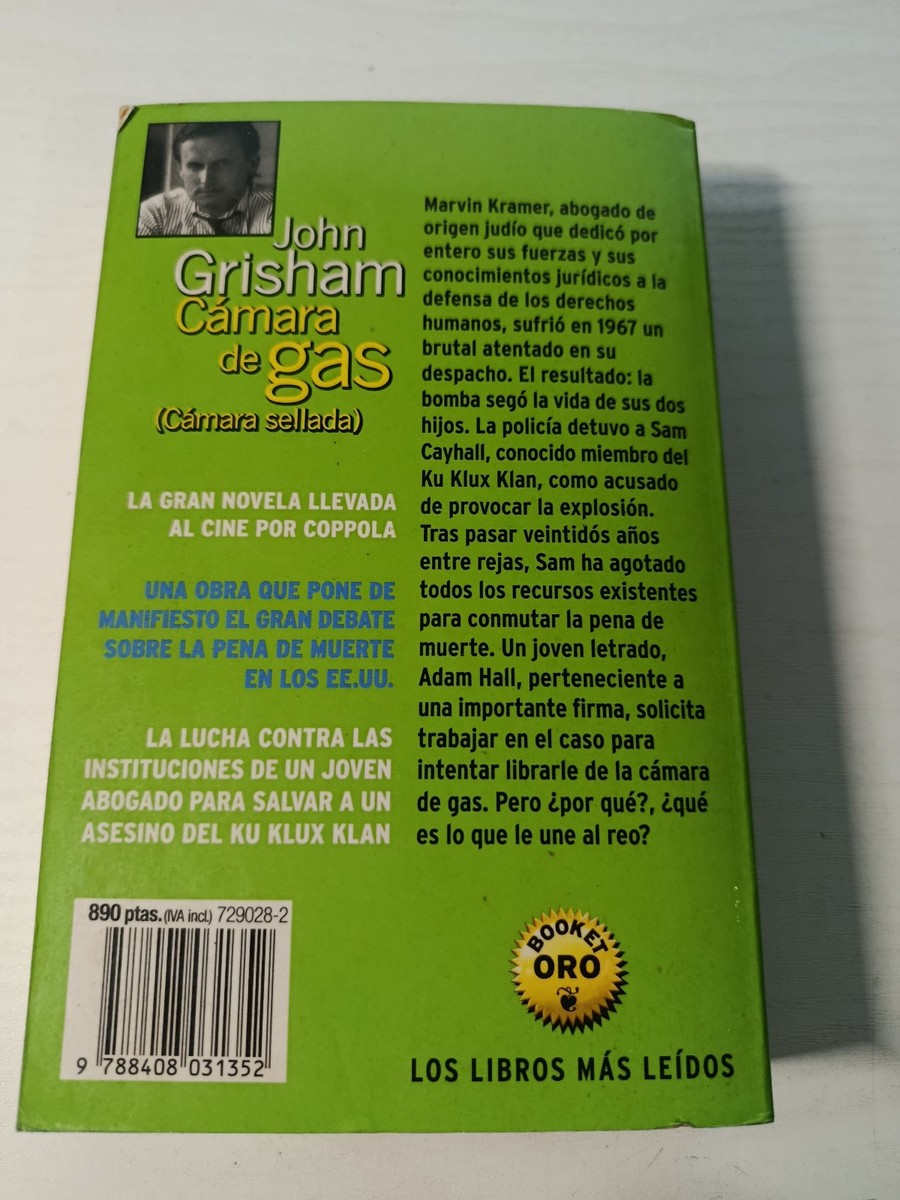 John
Grisham
Cámara
de gas
(Cámara sellada)
LA GRAN NOVELA LLEVADA
AL CINE POR COPPOLA
UNA OBRA QUE PONE DE
MANIFIESTO EL GRAN DEBATE
SOBRE LA PENA DE MUERTE
EN LOS EE.UU.
LA LUCHA CONTRA LAS
INSTITUCIONES DE UN JOVEN
ABOGADO PARA SALVAR A UN
ASESINO DEL KU KLUX KLAN
Marvin Kramer, abogado de
origen judío que dedicó por
entero sus fuerzas y sus
conocimientos jurídicos a la
defensa de los derechos
humanos, sufrió en 1967 un
brutal atentado en su
despacho. El resultado: la
bomba segó la vida de sus dos
hijos. La policía detuvo a Sam
Cayhall, conocido miembro del
Ku Klux Klan, como acusado
de provocar la explosión.
Tras pasar veintidós años
entre rejas, Sam ha agotado
todos los recursos existentes
para conmutar la pena de
muerte. Un joven letrado,
Adam Hall, perteneciente a
una importante firma, solicita
trabajar en el caso para
intentar librarle de la cámara
de gas. Pero ¿por qué?, ¿qué
es lo que le une al reo?
890 ptas. (IVA incl.) 729028-2
9 788408 031352
BOOKET
ORO
LOS LIBROS MÁS LEÍDOS